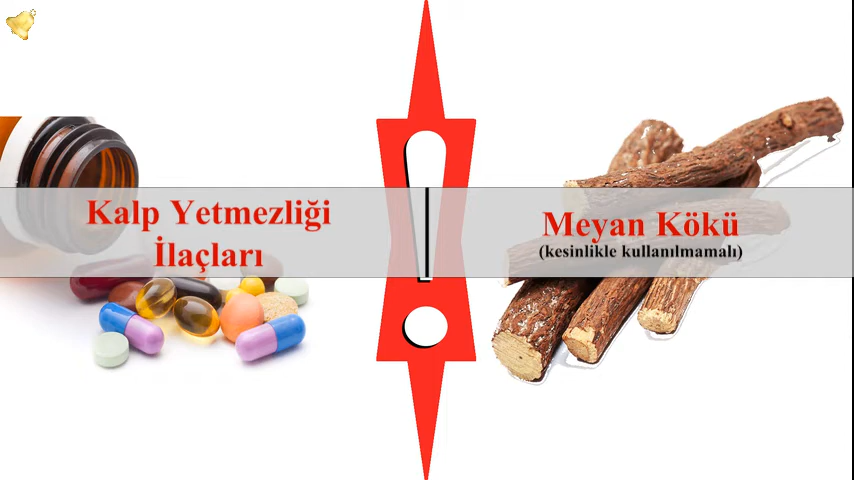 Kalp Yetmezliği
İlaçları
Meyan Kökü
(kesinlikle kullanılmamalı)